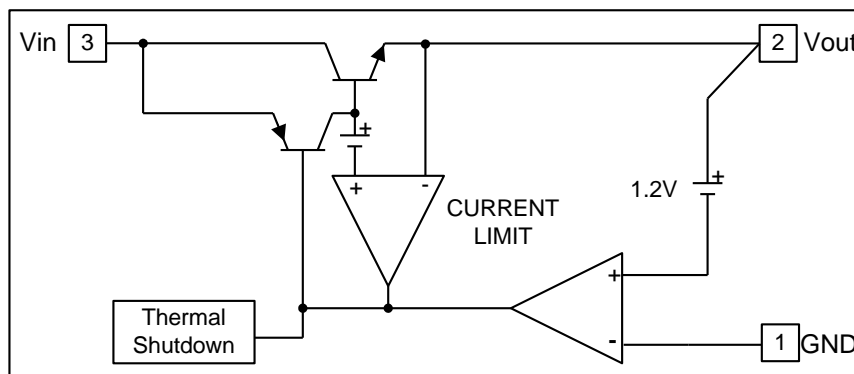 Vin 3
2 Vout
+
+ -
1.2V +
CURRENT
LIMIT
+
Thermal
Shutdown
-
1 GND